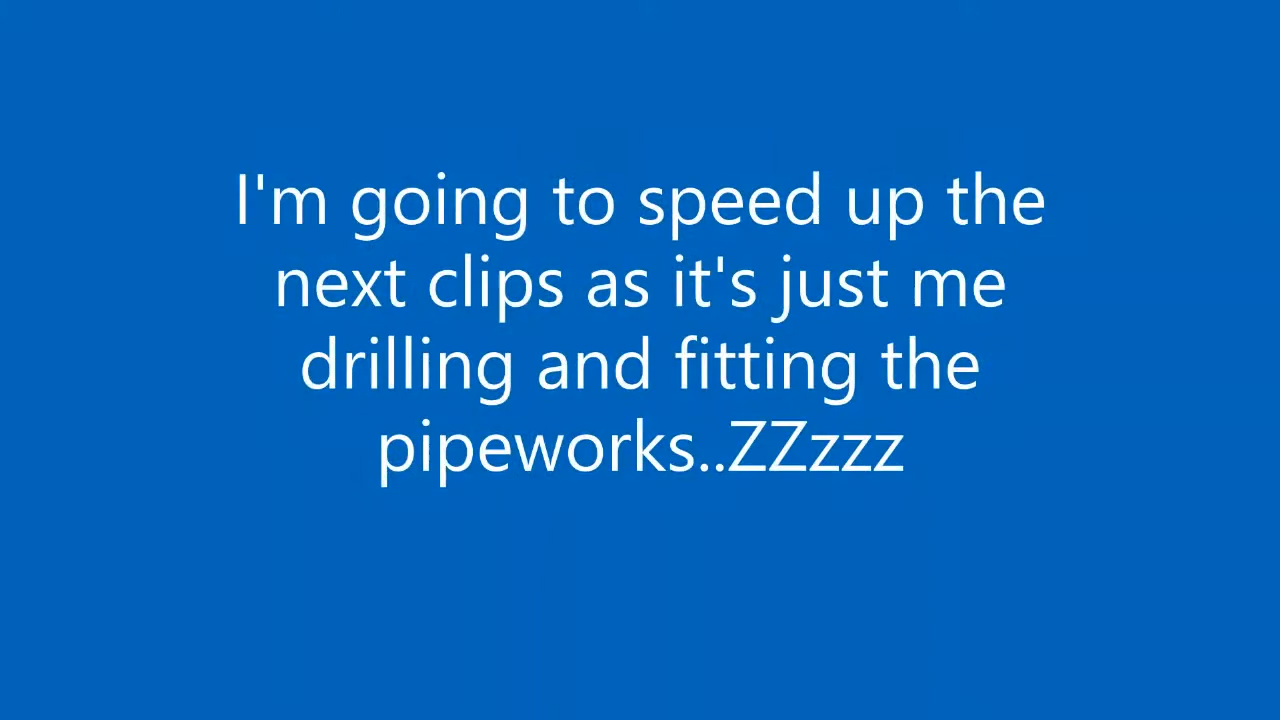 I'm going to speed up the
next clips as it's just me
drilling and fitting the
pipeworks..ZZzzz